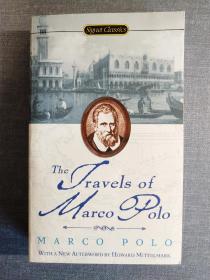 Signet Classics
The Travels of
Marco Polo
MARCO POLO
WITH A NEW AFTERWORD BY HOWARD MITTELMARK